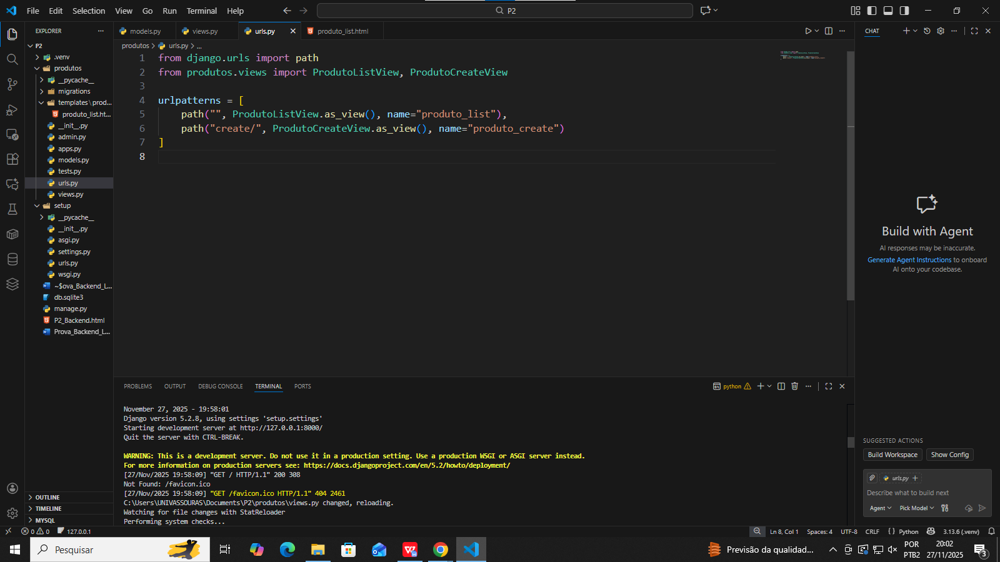 File Edit Selection View Go Run Terminal Help
P2
EXPLORER
models.py
views.py
urls.py
produto_list.html
CHAT
P2
.venv
produtos
__pycache__
migrations
templates\prod...
produto_list.ht...
__init__.py
admin.py
apps.py
models.py
tests.py
urls.py
views.py
setup
__pycache__
__init__.py
asgi.py
settings.py
urls.py
wsgi.py
~$ova_Backend_L...
db.sqlite3
manage.py
P2_Backend.html
Prova_Backend_L...
OUTLINE
TIMELINE
MYSQL
produtos > urls.py > ...
1 from django.urls import path
2 from produtos.views import ProdutoListView, ProdutoCreateView
3
4 urlpatterns = [
5 path("", ProdutoListView.as_view(), name="produto_list"),
6 path("create/", ProdutoCreateView.as_view(), name="produto_create")
7 ]
8
PROBLEMS OUTPUT DEBUG CONSOLE TERMINAL PORTS
python
November 27, 2025 - 19:58:01
Django version 5.2.8, using settings 'setup.settings'
Starting development server at http://127.0.0.1:8000/
Quit the server with CTRL-BREAK.
WARNING: This is a development server. Do not use it in a production setting. Use a production WSGI or ASGI server instead.
For more information on production servers see: https://docs.djangoproject.com/en/5.2/howto/deployment/
[27/Nov/2025 19:58:09] "GET / HTTP/1.1" 200 308
Not Found: /favicon.ico
[27/Nov/2025 19:58:09] "GET /favicon.ico HTTP/1.1" 404 2461
C:\Users\UNIVASSOURAS\Documents\P2\produtos\views.py changed, reloading.
Watching for file changes with StatReloader
Performing system checks...
Build with Agent
AI responses may be inaccurate.
Generate Agent Instructions to onboard
AI onto your codebase.
SUGGESTED ACTIONS
Build Workspace Show Config
urls.py
Describe what to build next
Agent Pick Model
0 0 127.0.0.1
Ln 8, Col 1 Spaces: 4 UTF-8 CRLF Python 3.13.6 (.venv)
Pesquisar
Previsão da qualidad...
POR
PTB2
20:02
27/11/2025
3